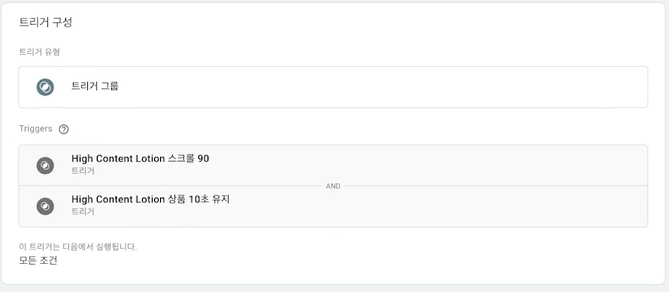 트리거 구성
트리거 유형
트리거 그룹
Triggers ?
High Content Lotion 스크롤 90
트리거
AND
High Content Lotion 상품 10초 유지
트리거
이 트리거는 다음에서 실행됩니다.
모든 조건